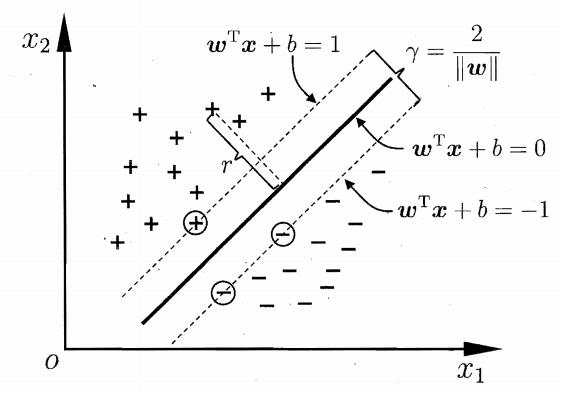 x₂
𝒘ᵀ𝒙 + b = 1
γ = 2 / ‖𝒘‖
r
𝒘ᵀ𝒙 + b = 0
𝒘ᵀ𝒙 + b = −1
O
x₁